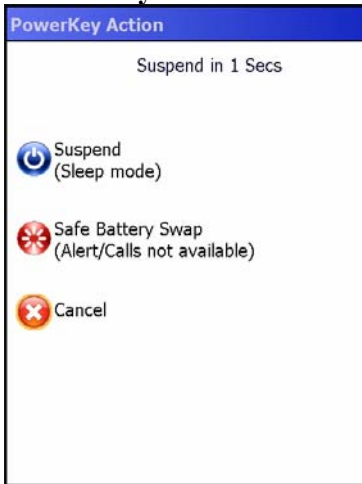 PowerKey Action
Suspend in 1 Secs
Suspend
(Sleep mode)
Safe Battery Swap
(Alert/Calls not available)
Cancel